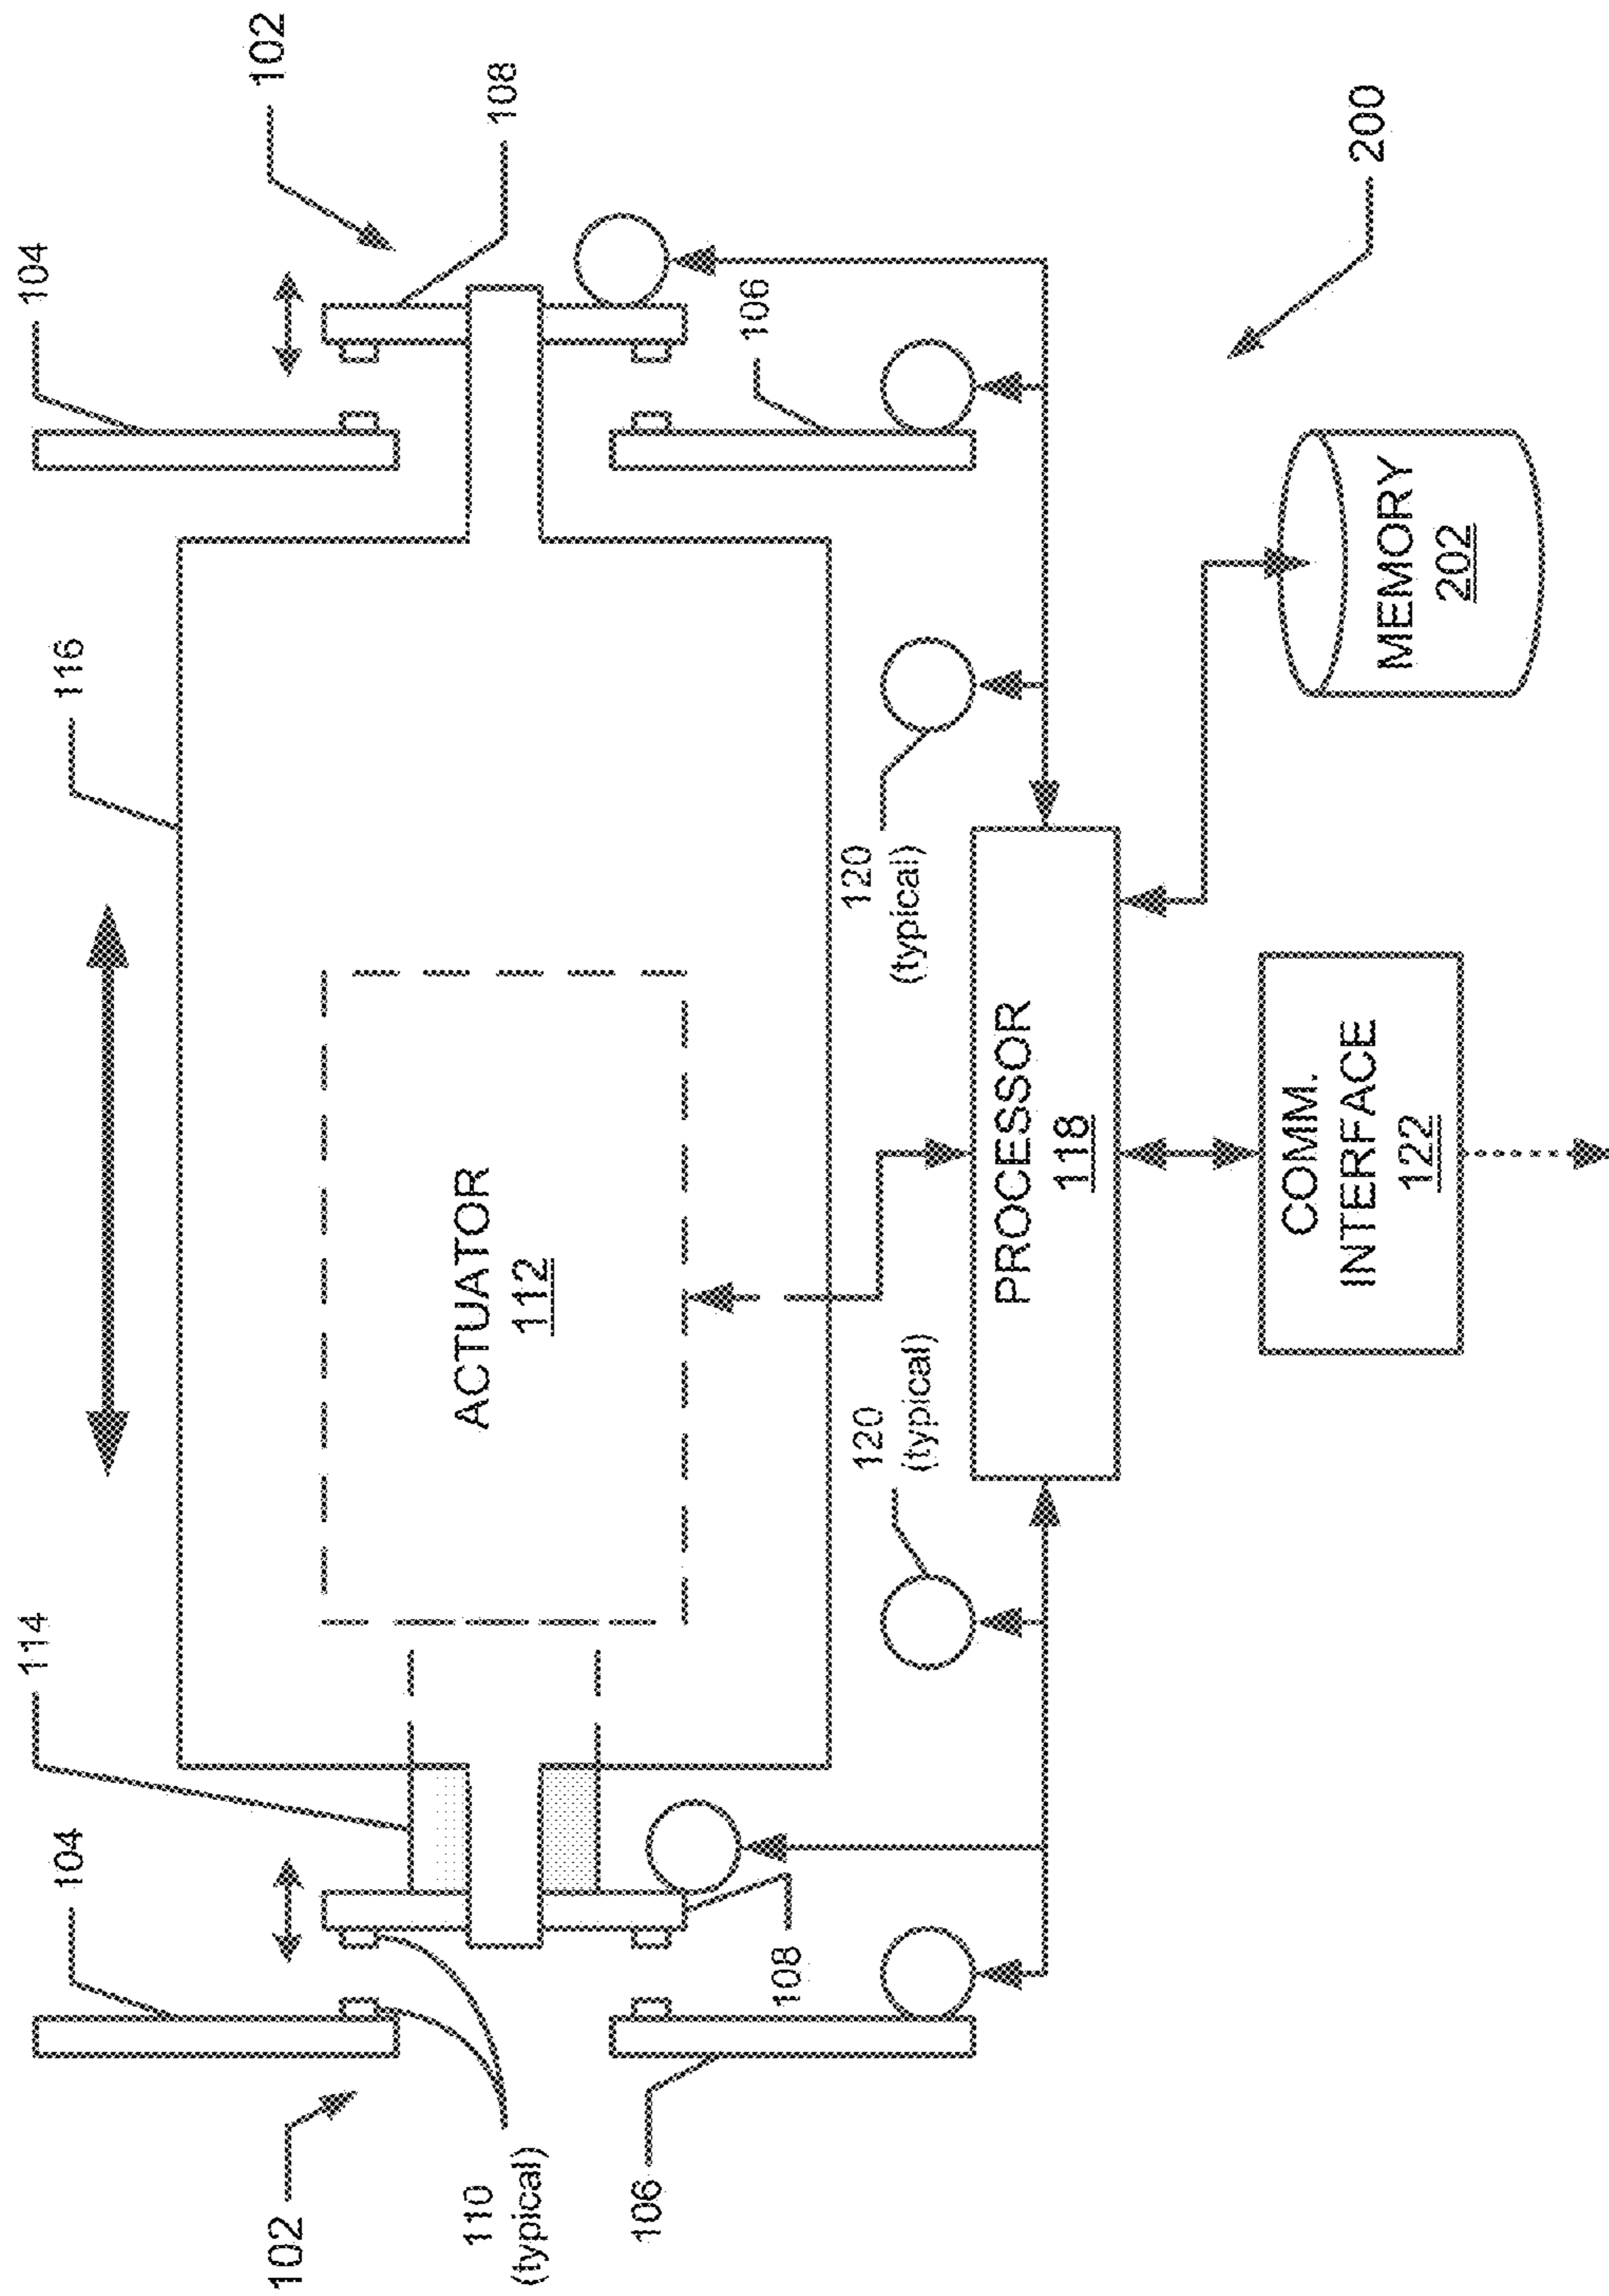 104
114
116
104
102
102
110
(typical)
ACTUATOR
112
108
106
108
106
120
(typical)
120
(typical)
PROCESSOR
118
COMM.
INTERFACE
122
MEMORY
202
200